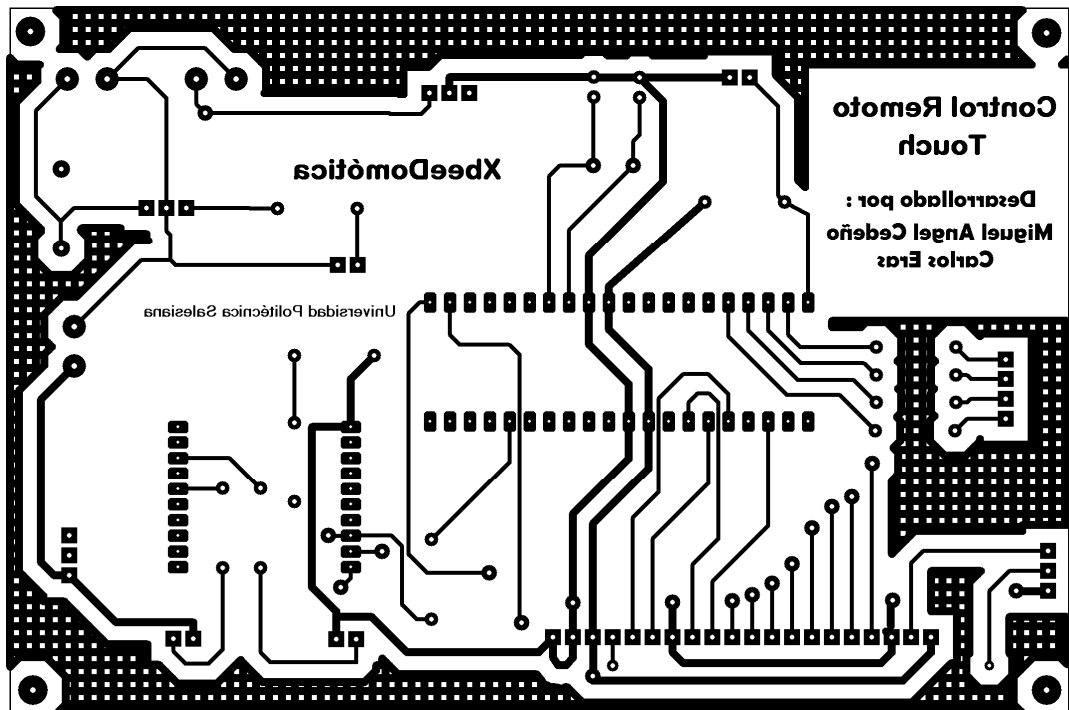 Control Remoto
Touch
XbeeDomótica
Desarrollado por :
Miguel Angel Cedeño
Carlos Eras
Universidad Politécnica Salesiana